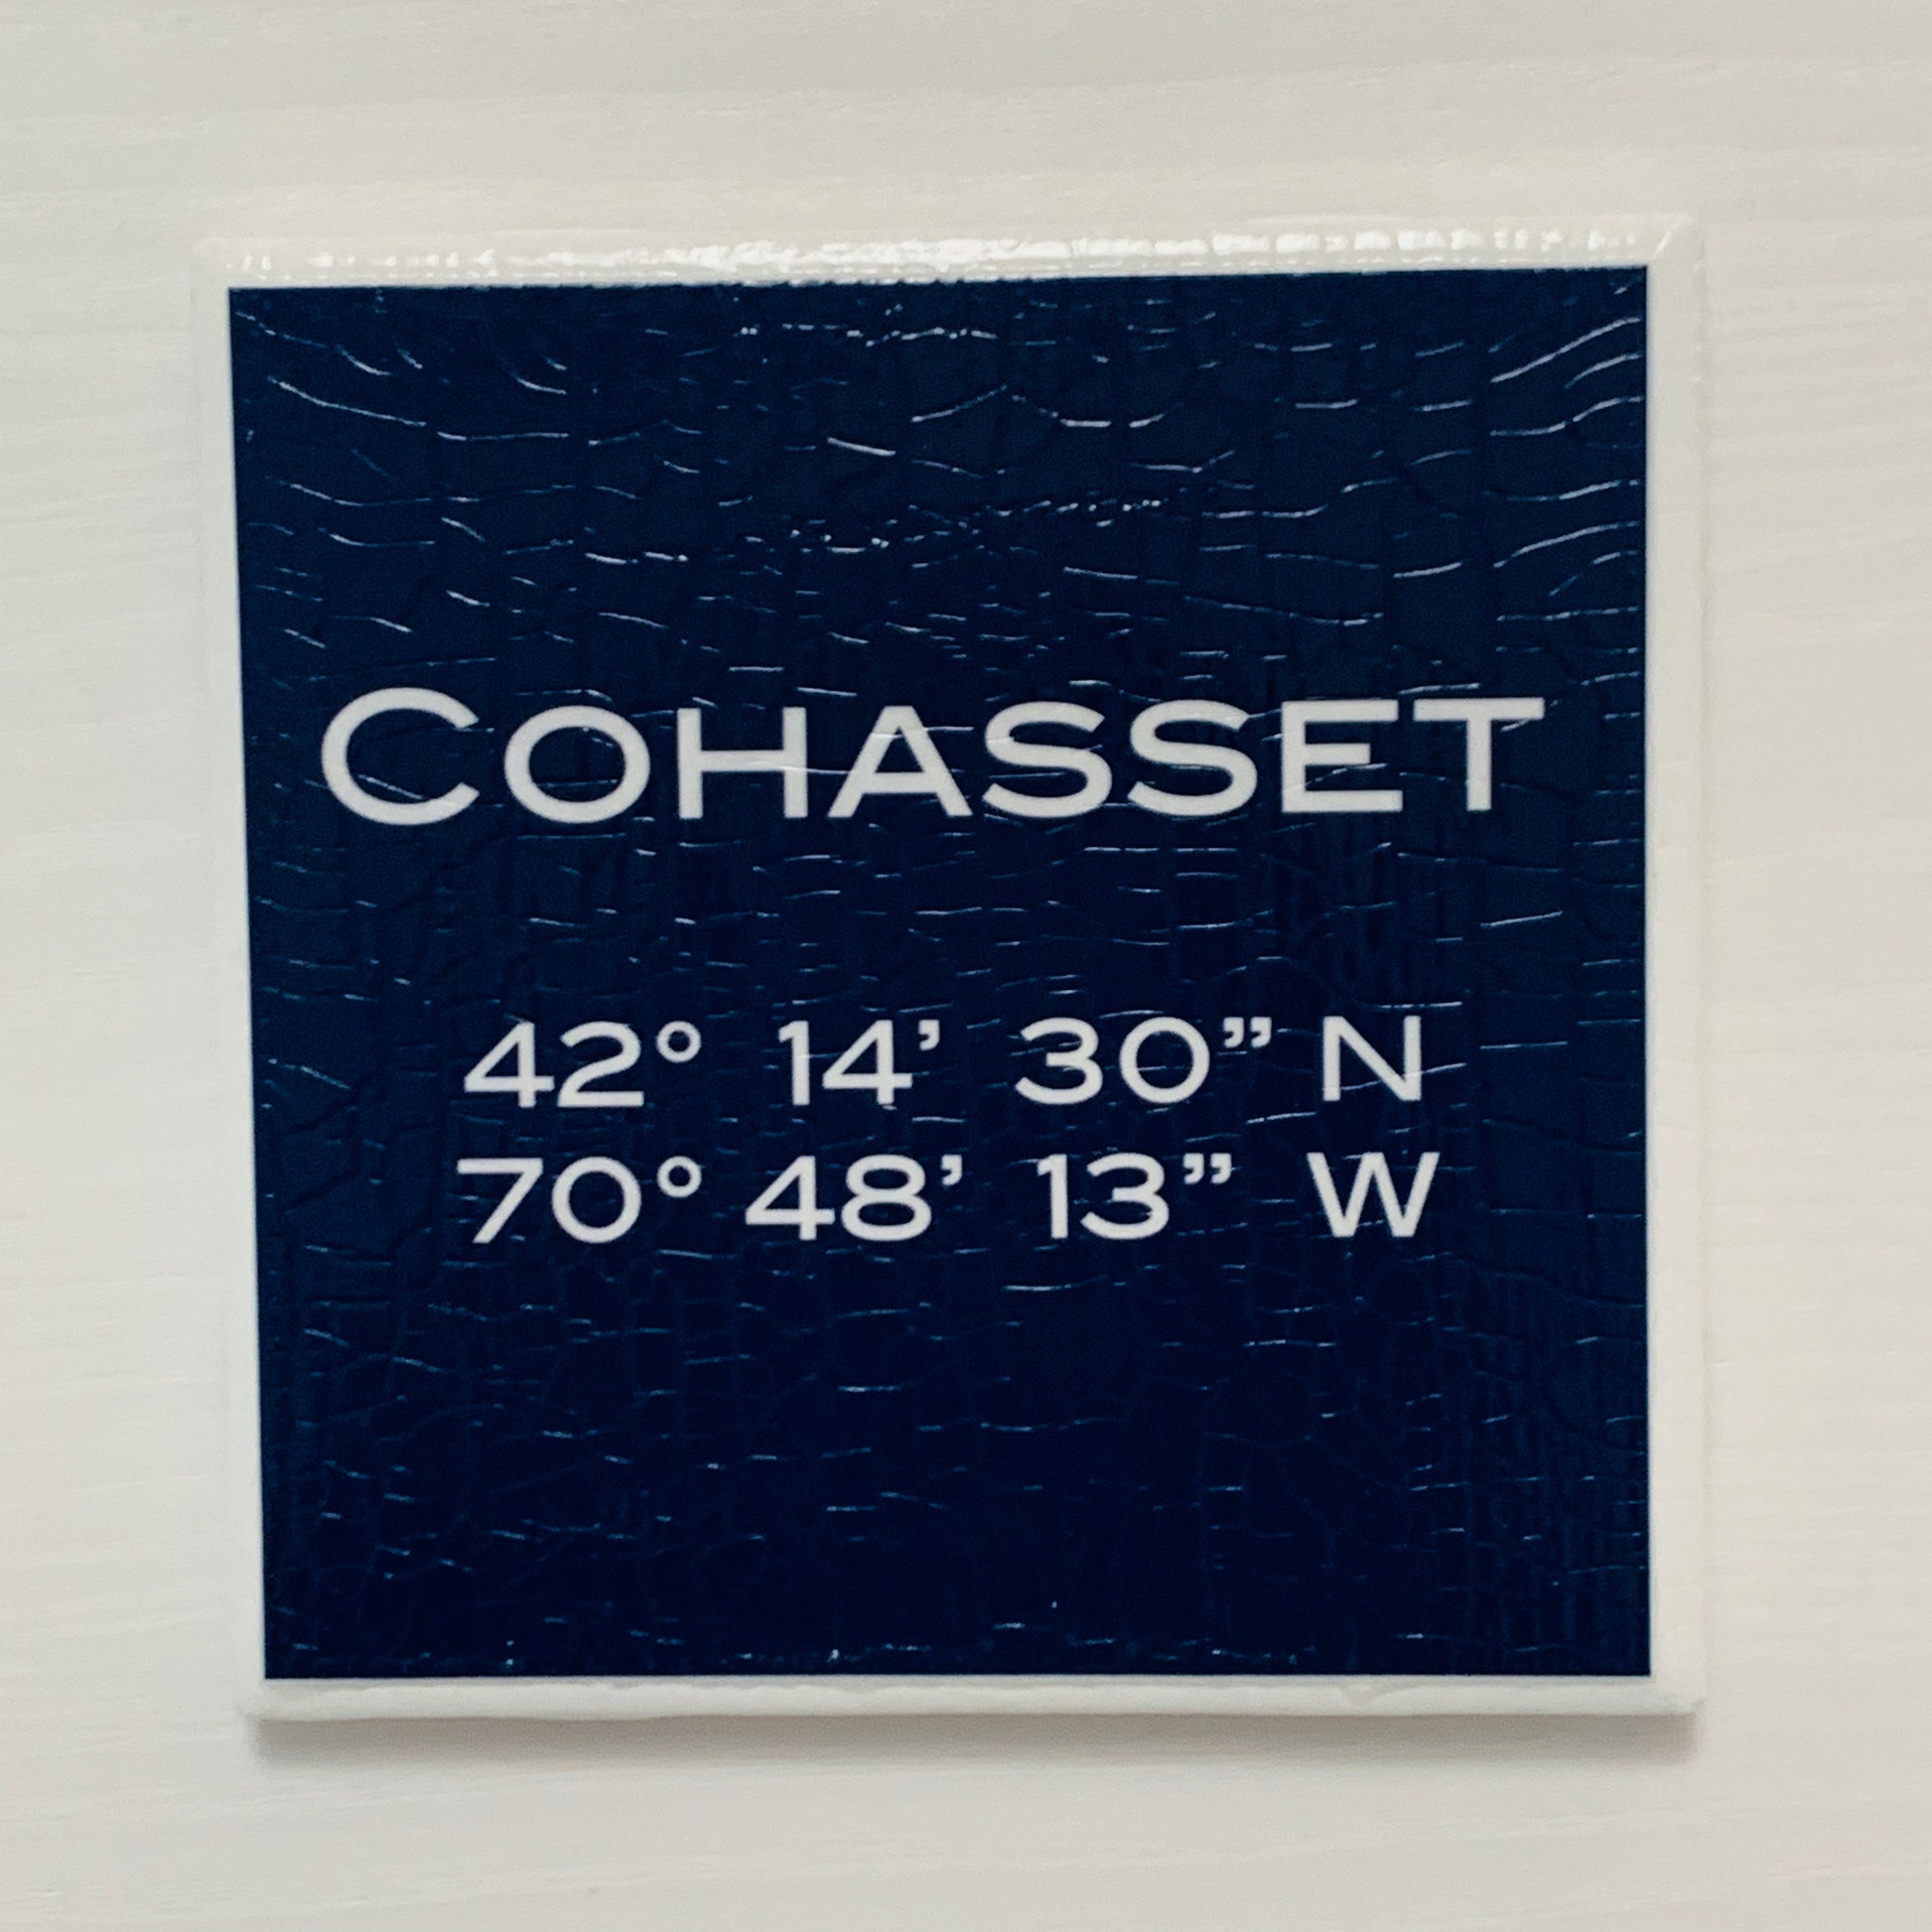 COHASSET
42° 14’ 30” N
70° 48’ 13” W